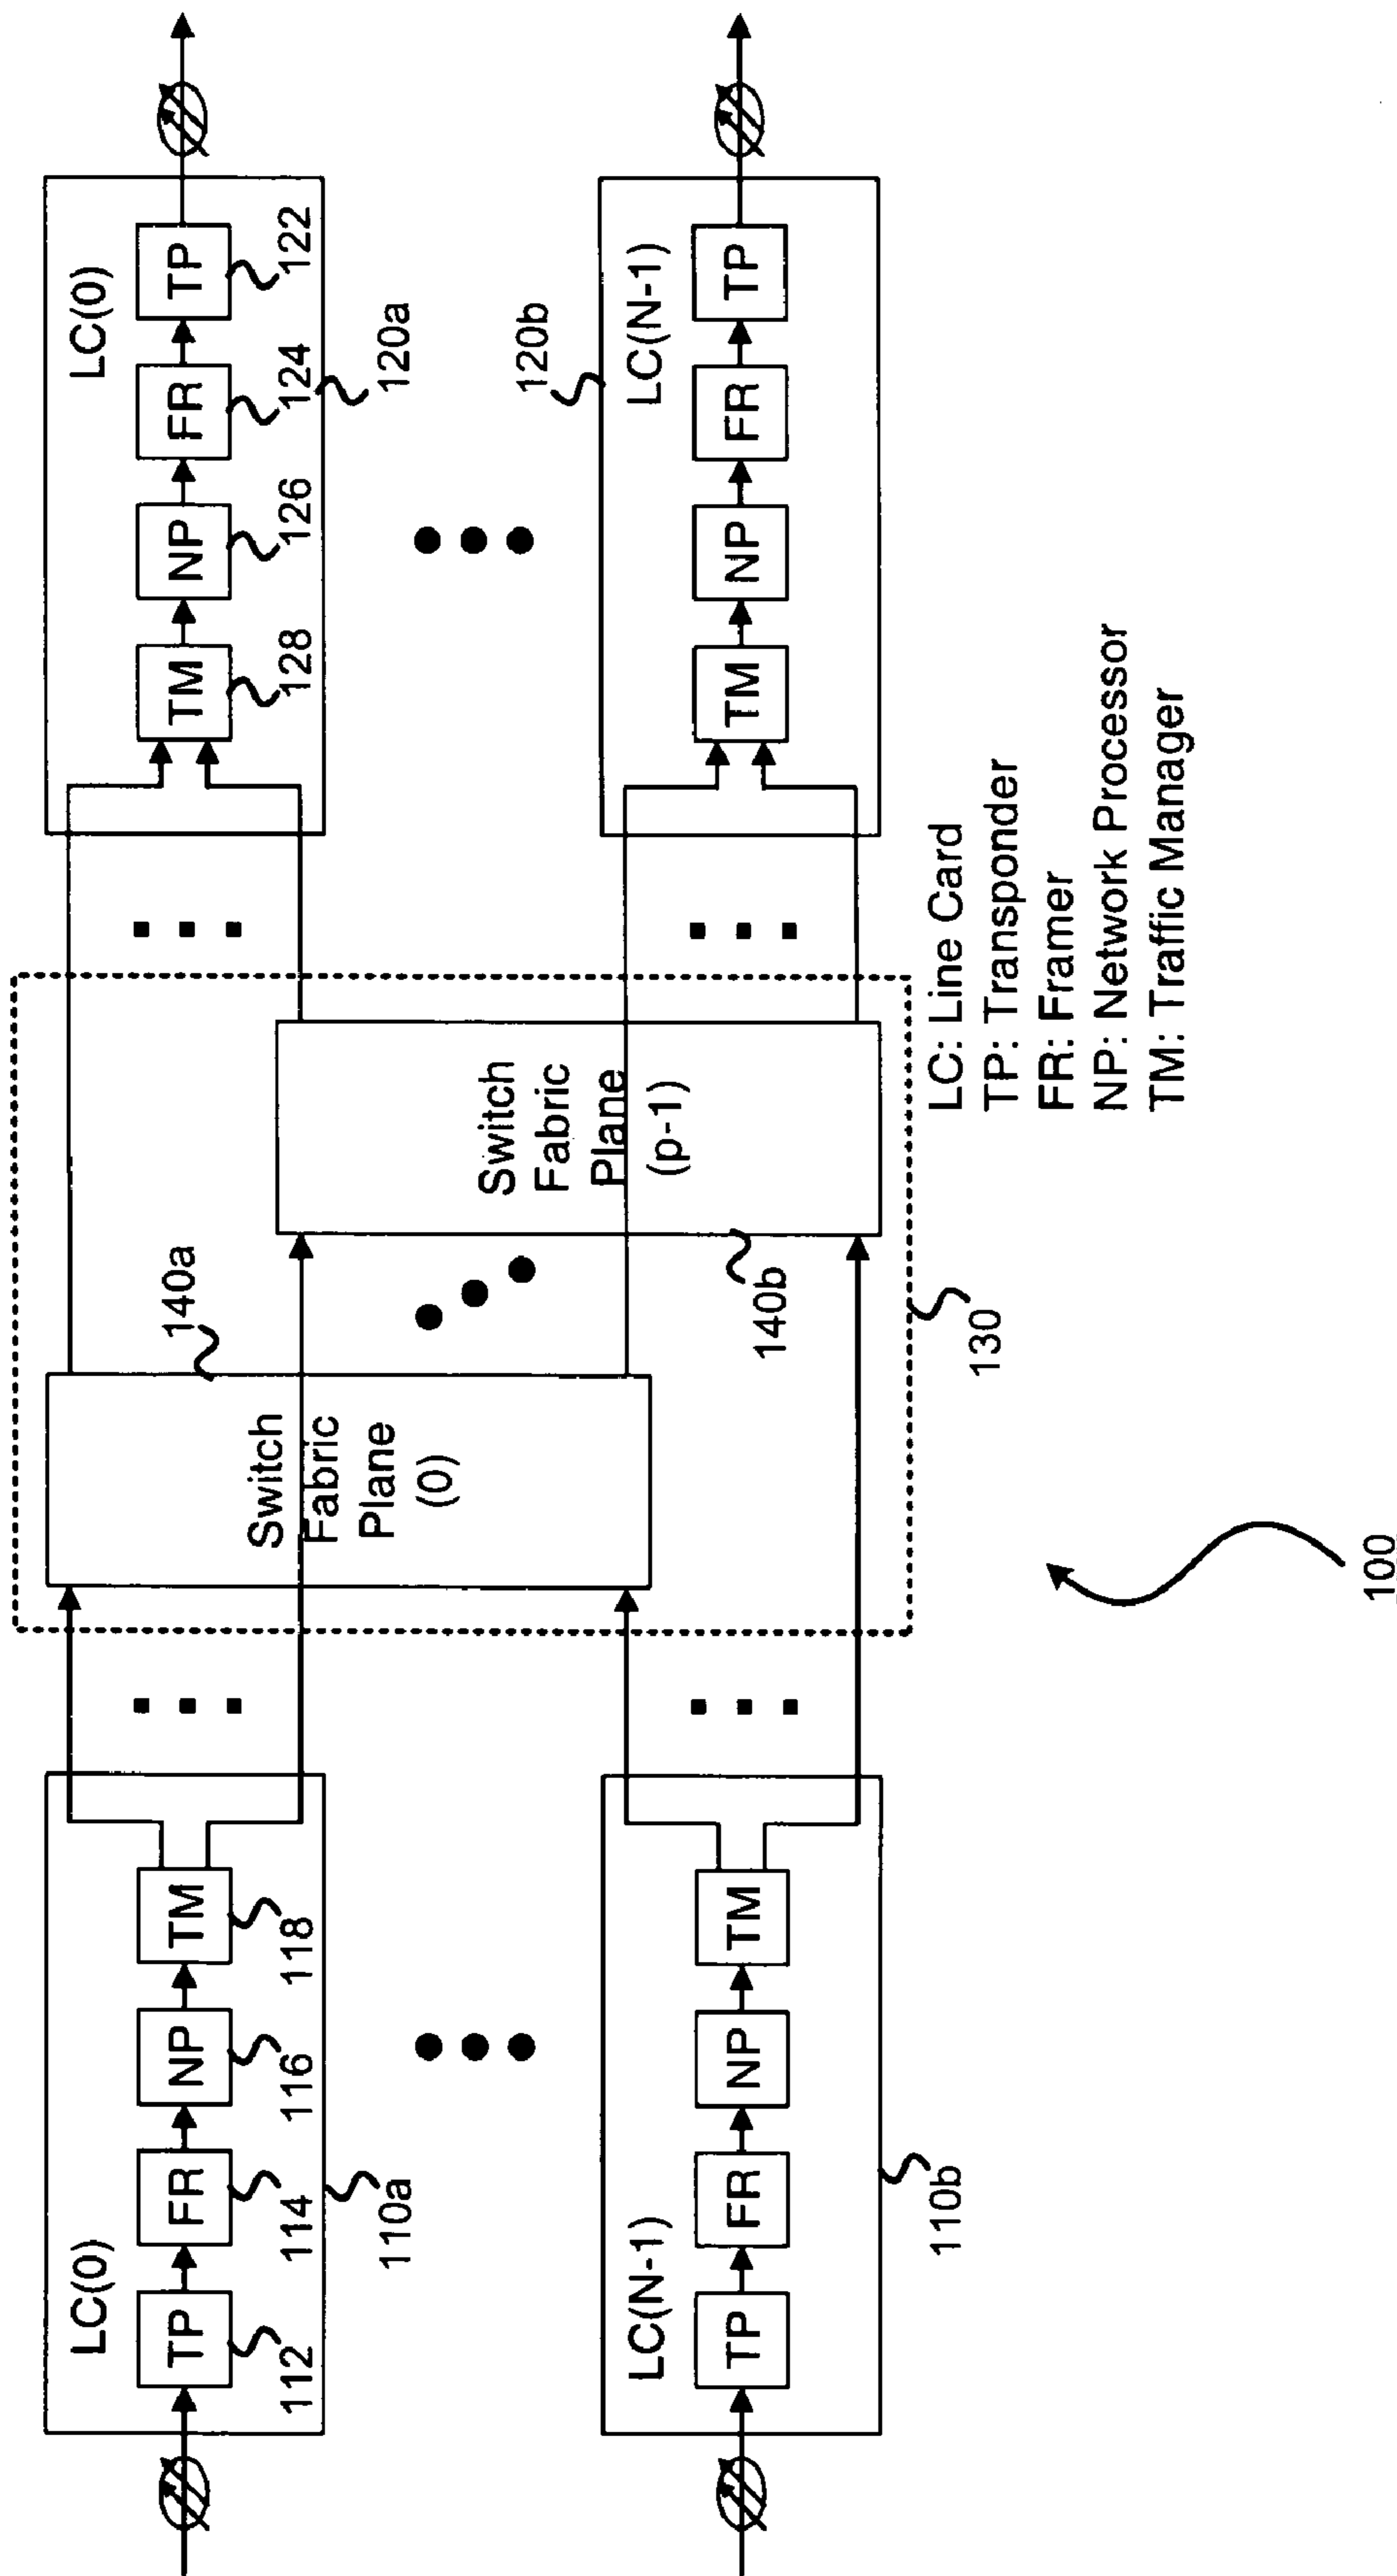 LC(0)
TP
FR
NP
TM
112
114
116
118
110a
LC(N-1)
TP
FR
NP
TM
110b
Switch
Fabric
Plane
(0)
140a
Switch
Fabric
Plane
(p-1)
140b
130
LC(0)
TM
NP
FR
TP
128
126
124
122
120a
120b
LC(N-1)
TM
NP
FR
TP
LC: Line Card
TP: Transponder
FR: Framer
NP: Network Processor
TM: Traffic Manager
100